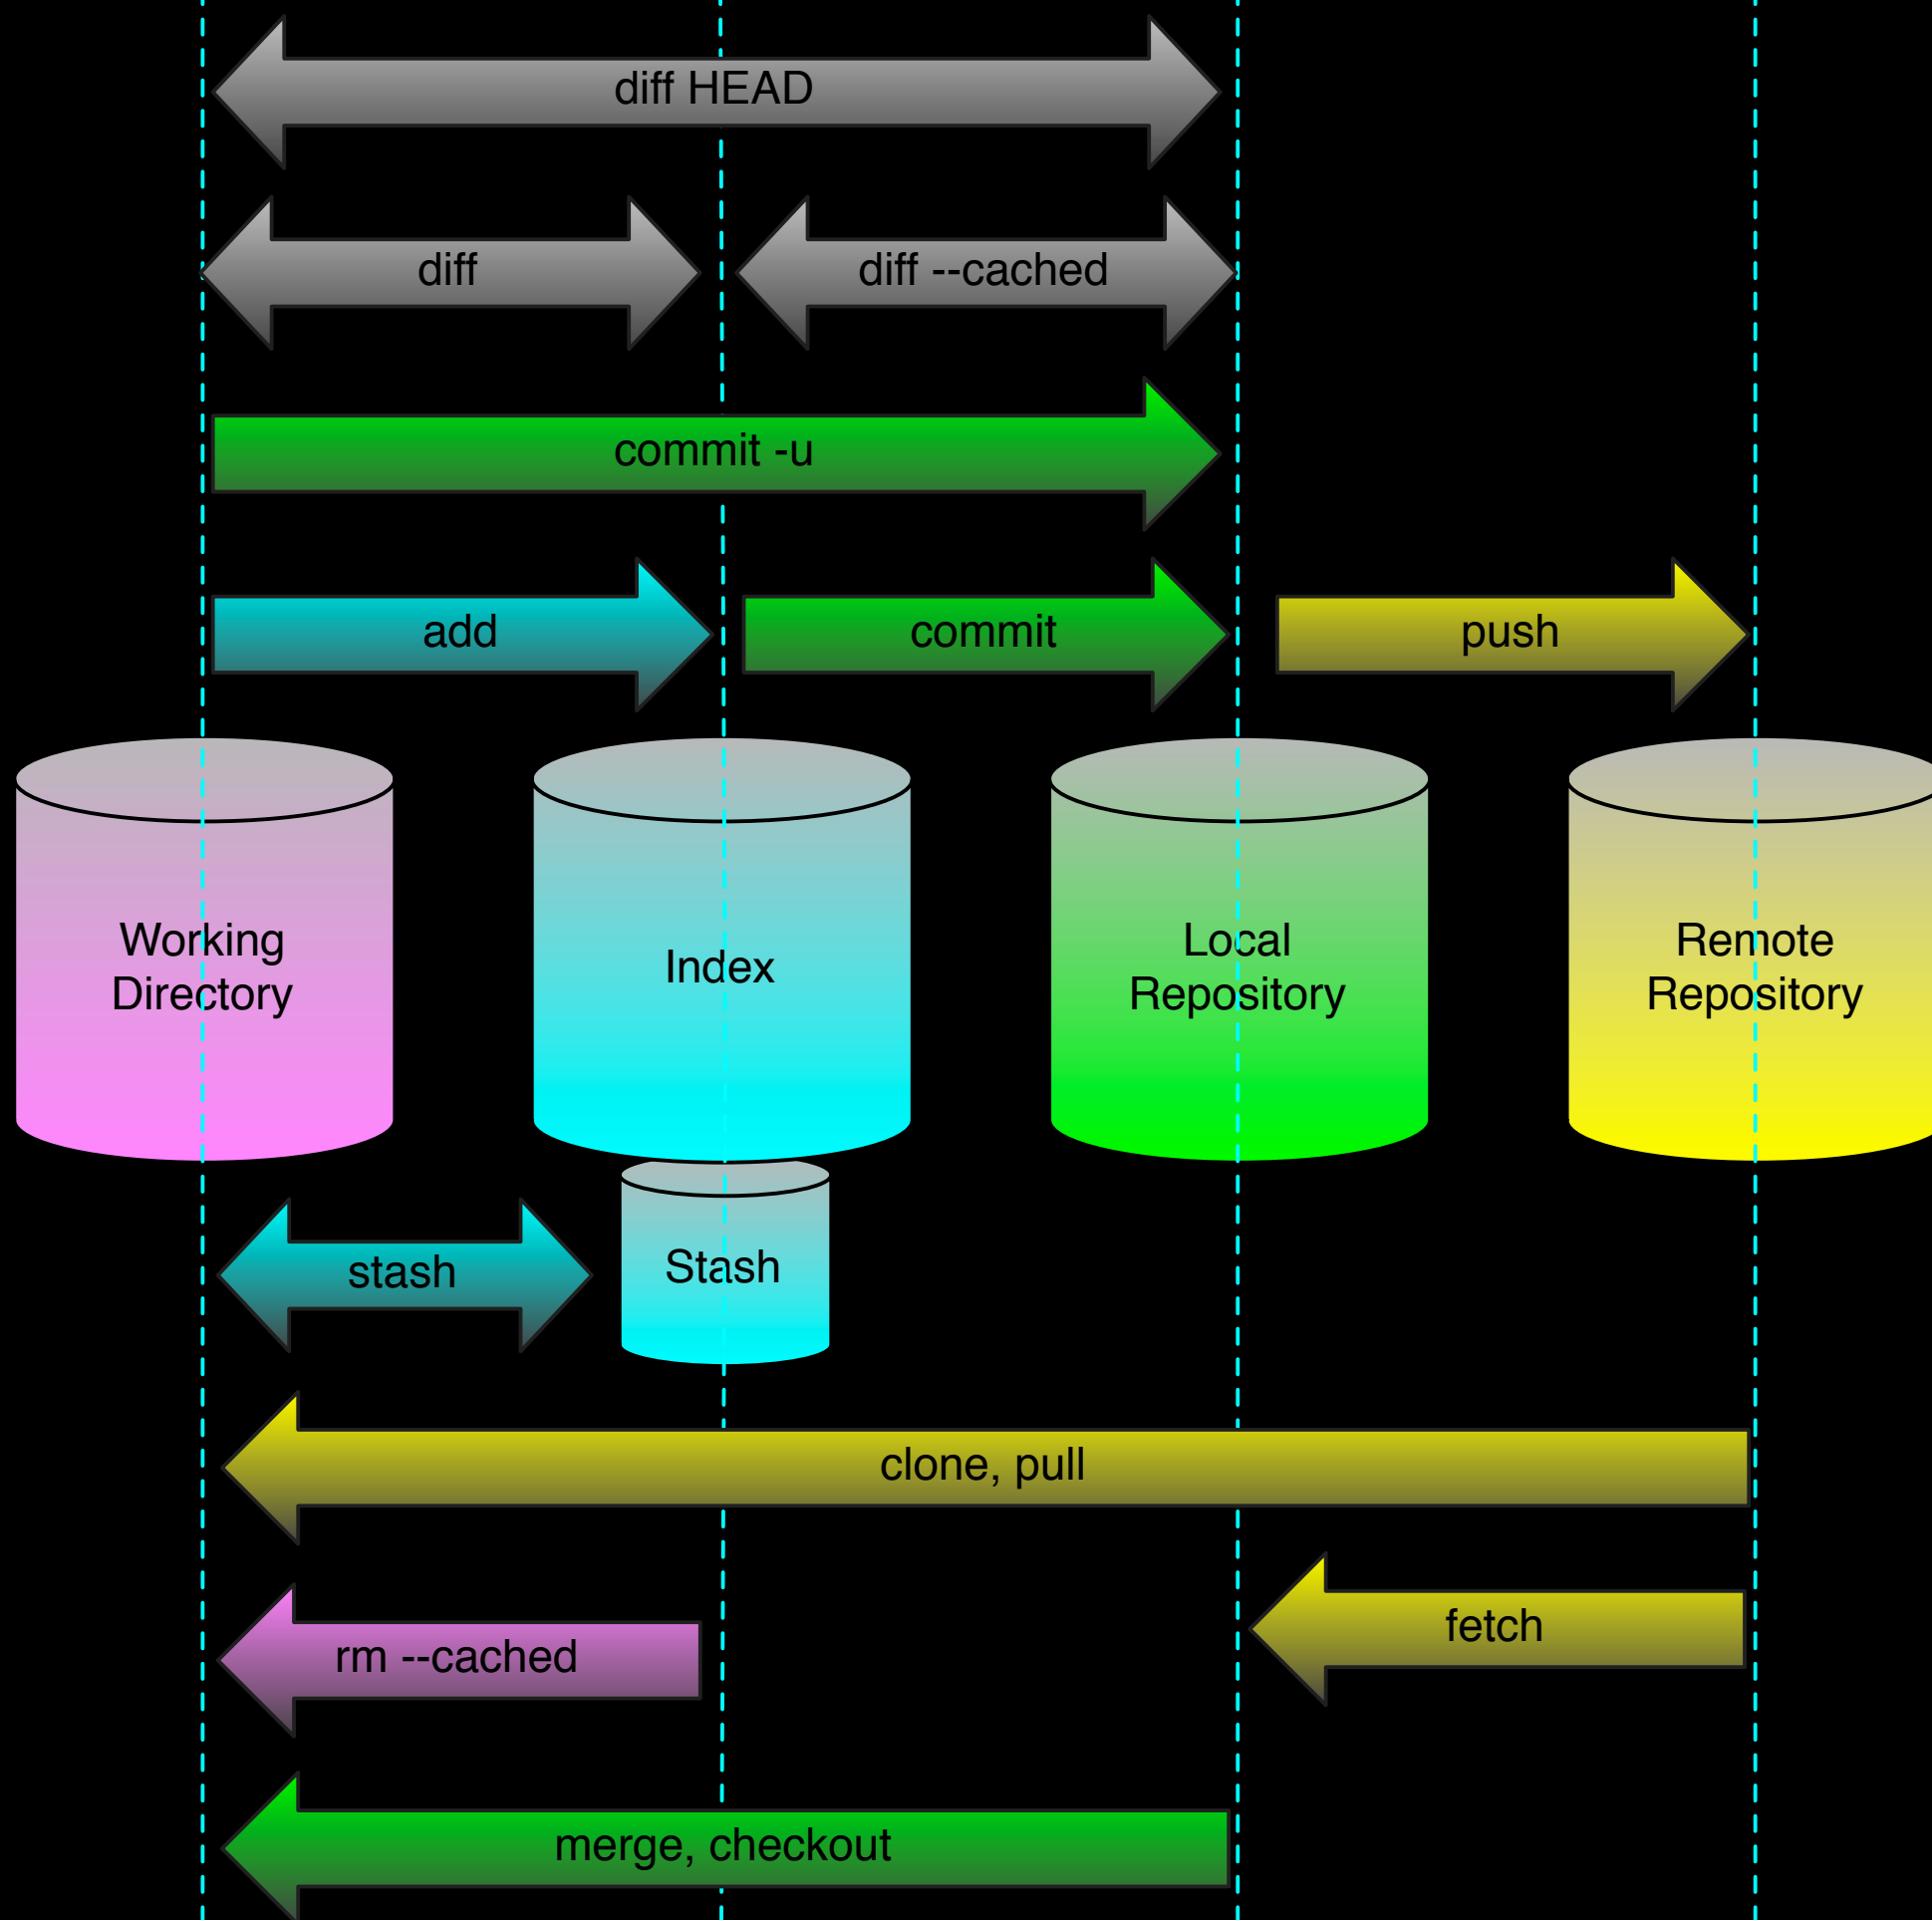 diff HEAD
diff
diff --cached
commit -u
add
commit
push
Working
Directory
Index
Local
Repository
Remote
Repository
stash
Stash
clone, pull
fetch
rm --cached
merge, checkout